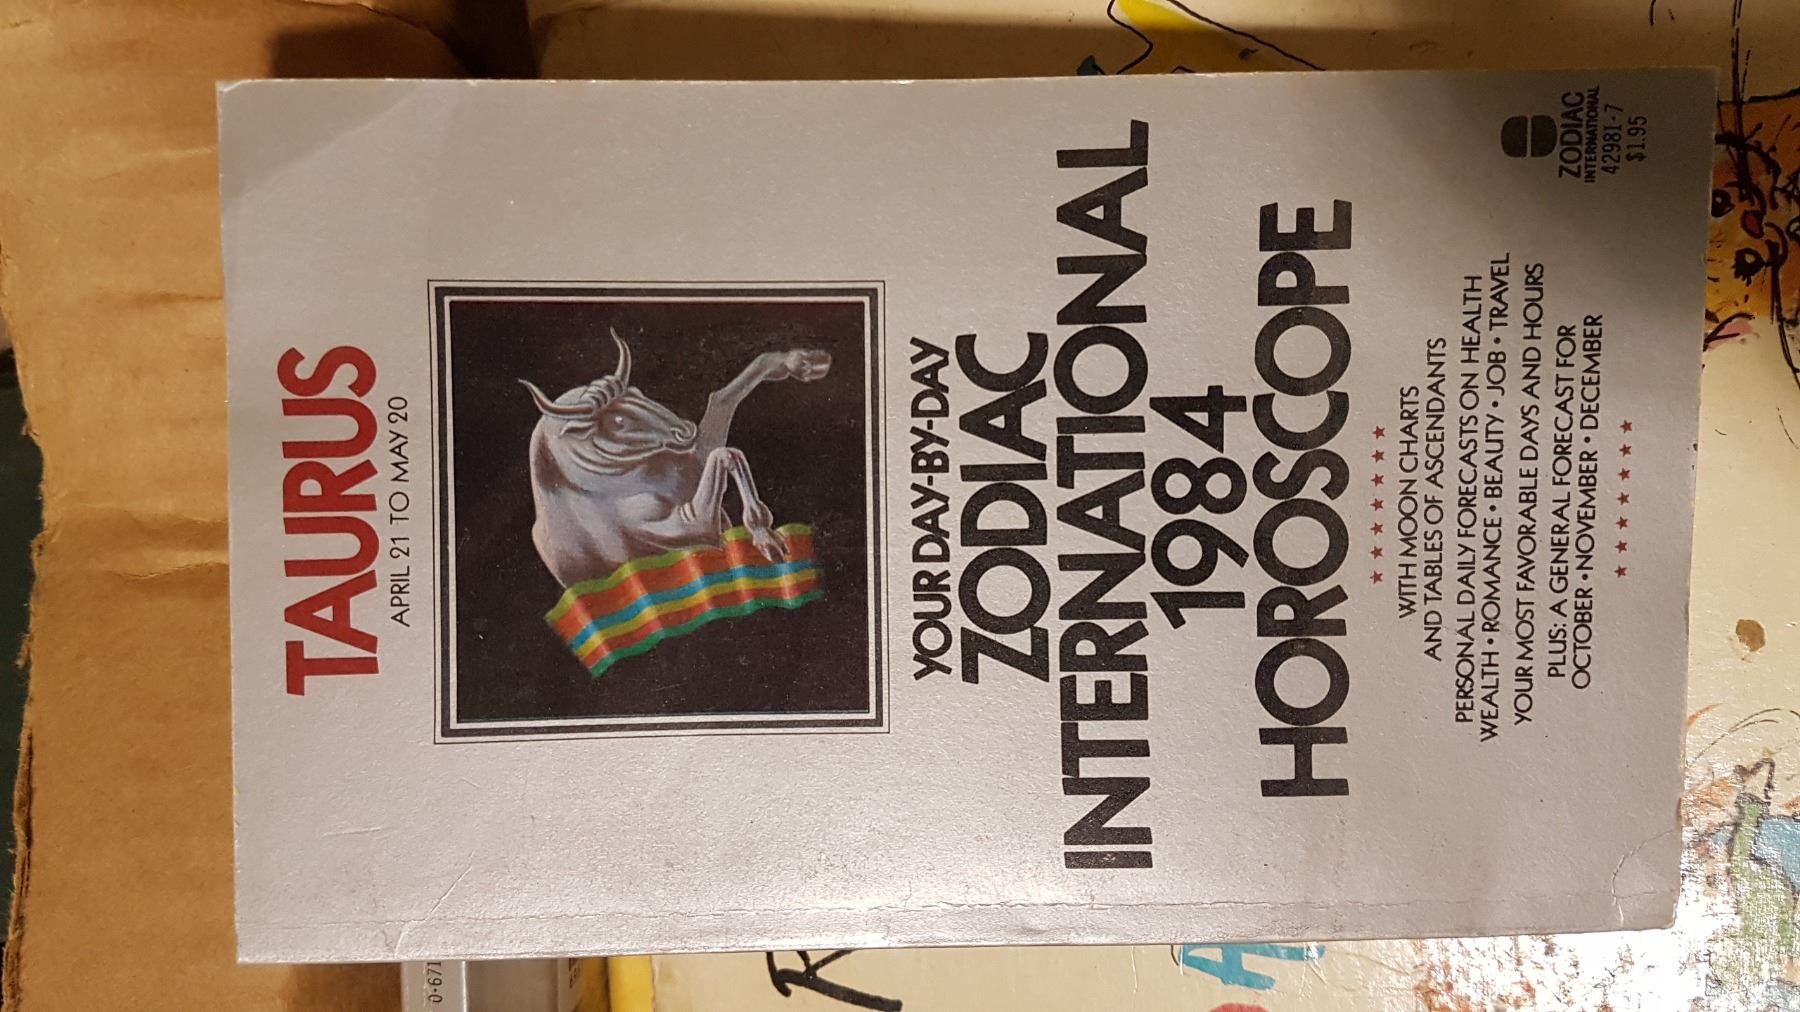 TAURUS
APRIL 21 TO MAY 20
YOUR DAY-BY-DAY
ZODIAC
INTERNATIONAL
1984
HOROSCOPE
WITH MOON CHARTS
AND TABLES OF ASCENDANTS
PERSONAL DAILY FORECASTS ON HEALTH
WEALTH • ROMANCE • BEAUTY • JOB • TRAVEL
YOUR MOST FAVORABLE DAYS AND HOURS
PLUS: A GENERAL FORECAST FOR
OCTOBER • NOVEMBER • DECEMBER
ZODIAC
INTERNATIONAL
42981-7
$1.95
0-671